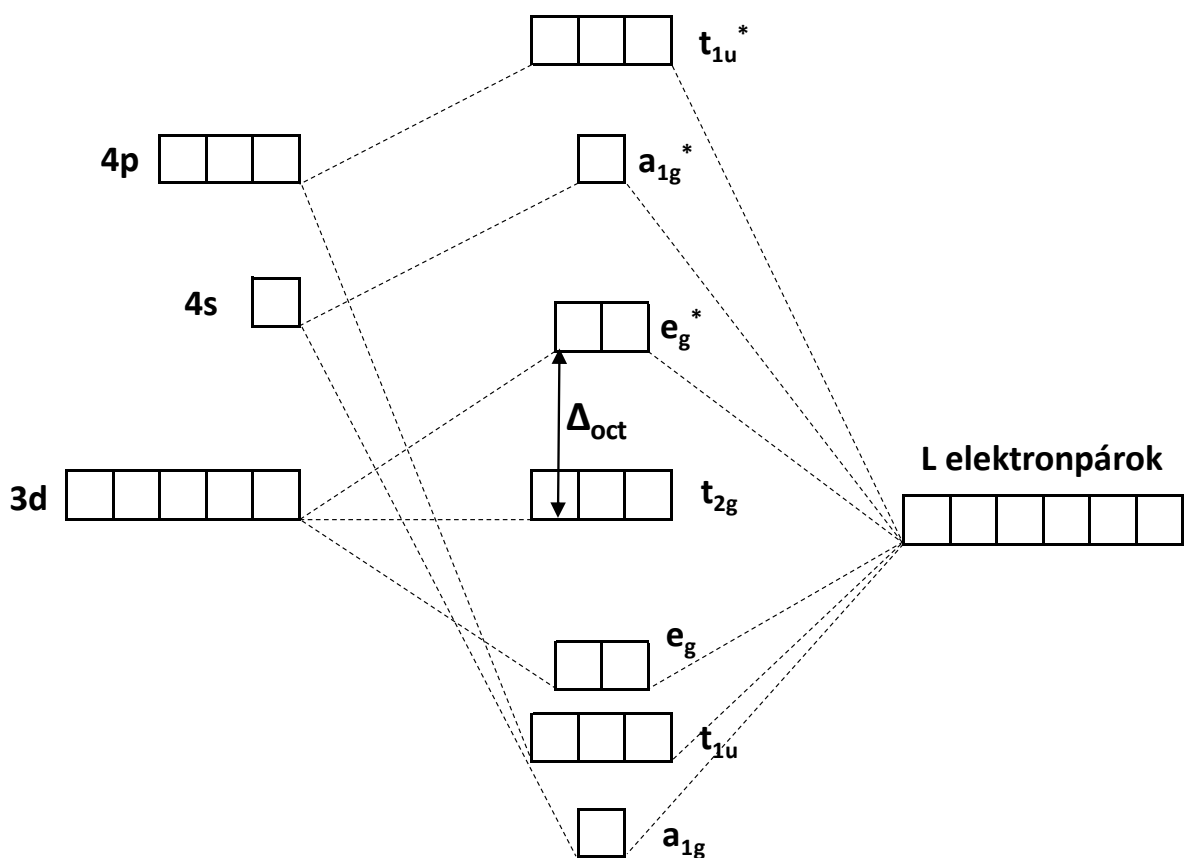 t1u*
4p
a1g*
4s
eg*
Δoct
L elektronpárok
3d
t2g
eg
t1u
a1g